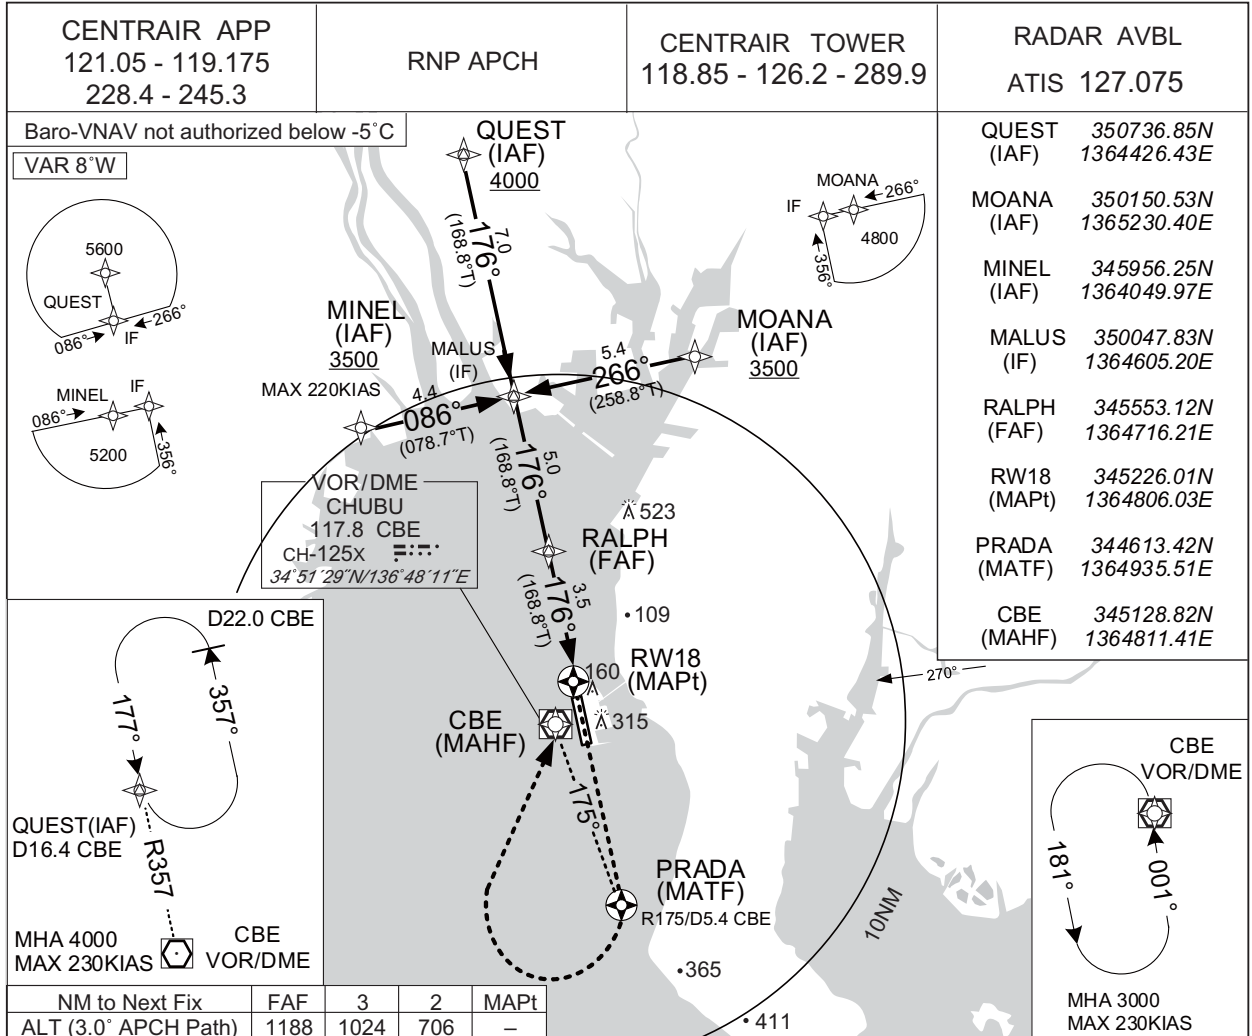 CENTRAIR APP
121.05 - 119.175
228.4 - 245.3
RNP APCH
CENTRAIR TOWER
118.85 - 126.2 - 289.9
RADAR AVBL
ATIS 127.075
Baro-VNAV not authorized below -5˚C
VAR 8˚W
5600
QUEST
IF
086°
266°
MINEL
IF
086°
356°
5200
QUEST
(IAF)
4000
7.0
176°
(168.8°T)
MINEL
(IAF)
3500
MAX 220KIAS
MALUS
(IF)
4.4
086°
(078.7°T)
5.4
266°
(258.8°T)
MOANA
(IAF)
3500
MOANA
IF
266°
4800
356°
5.0
176°
(168.8°T)
VOR/DME
CHUBU
117.8 CBE
CH-125X
34°51´29˝N/136°48´11˝E
523
RALPH
(FAF)
3.5
176°
(168.8°T)
109
160
RW18
(MAPt)
315
CBE
(MAHF)
175°
PRADA
(MATF)
R175/D5.4 CBE
10NM
270°
365
411
QUEST 350736.85N
(IAF) 1364426.43E
MOANA 350150.53N
(IAF) 1365230.40E
MINEL 345956.25N
(IAF) 1364049.97E
MALUS 350047.83N
(IF) 1364605.20E
RALPH 345553.12N
(FAF) 1364716.21E
RW18 345226.01N
(MAPt) 1364806.03E
PRADA 344613.42N
(MATF) 1364935.51E
CBE 345128.82N
(MAHF) 1364811.41E
D22.0 CBE
177°
357°
QUEST(IAF)
D16.4 CBE
R357
MHA 4000
MAX 230KIAS
CBE
VOR/DME
CBE
VOR/DME
181°
001°
MHA 3000
MAX 230KIAS
NM to Next Fix FAF 3 2 MAPt
ALT (3.0˚ APCH Path) 1188 1024 706 –